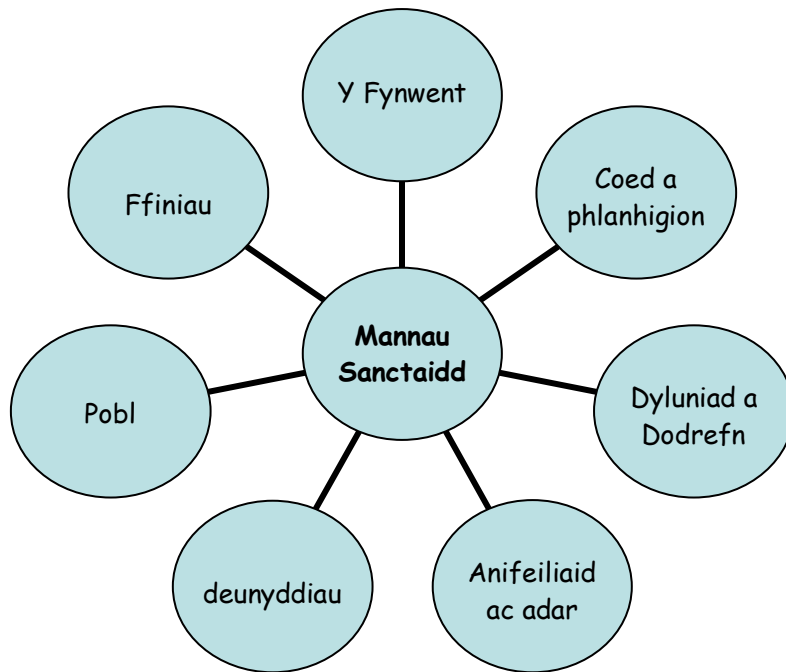 Y Fynwent
Coed a
phlanhigion
Ffiniau
Mannau
Sanctaidd
Dyluniad a
Dodrefn
Pobl
Anifeiliaid
ac adar
deunyddiau